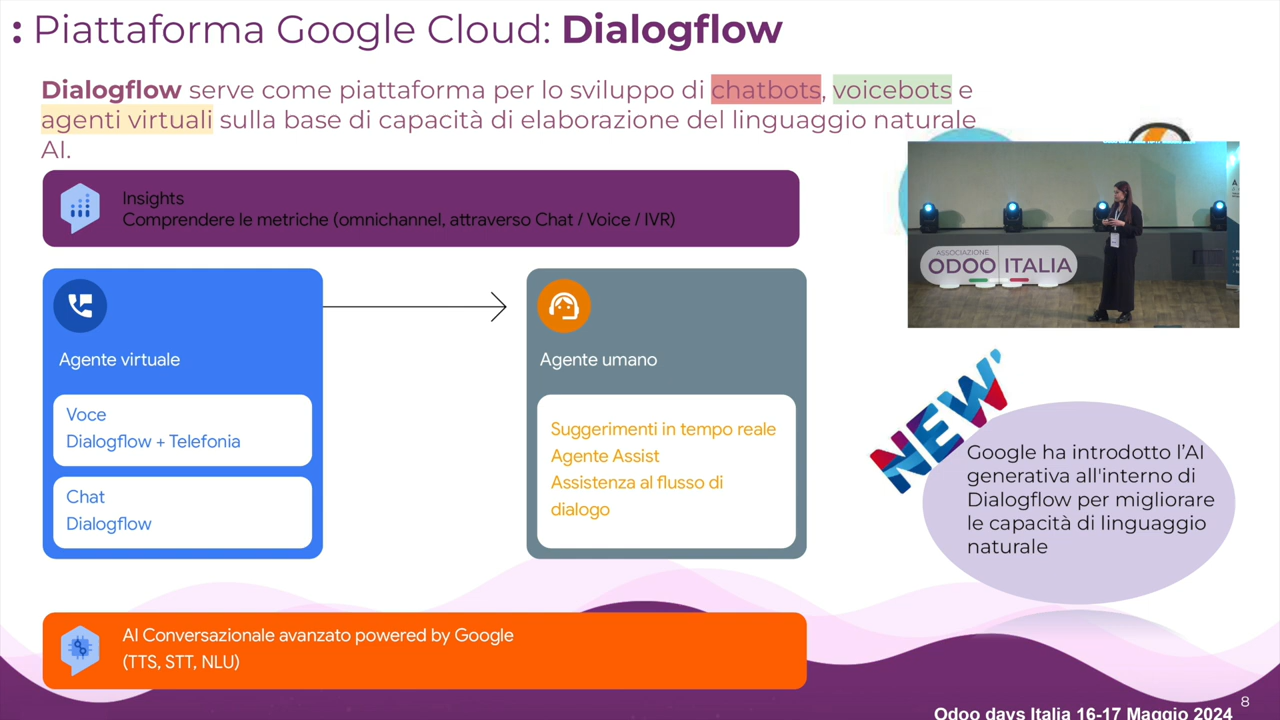 : Piattaforma Google Cloud: Dialogflow
Dialogflow serve come piattaforma per lo sviluppo di chatbots, voicebots e
agenti virtuali sulla base di capacità di elaborazione del linguaggio naturale
AI.
Insights
Comprendere le metriche (omnichannel, attraverso Chat / Voice / IVR)
Agente virtuale
Voce
Dialogflow + Telefonia
Chat
Dialogflow
Agente umano
Suggerimenti in tempo reale
Agente Assist
Assistenza al flusso di
dialogo
ASSOCIAZIONE
ODOO ITALIA
NEW
Google ha introdotto l’AI
generativa all'interno di
Dialogflow per migliorare
le capacità di linguaggio
naturale
AI Conversazionale avanzato powered by Google
(TTS, STT, NLU)
Odoo days Italia 16-17 Maggio 2024
8